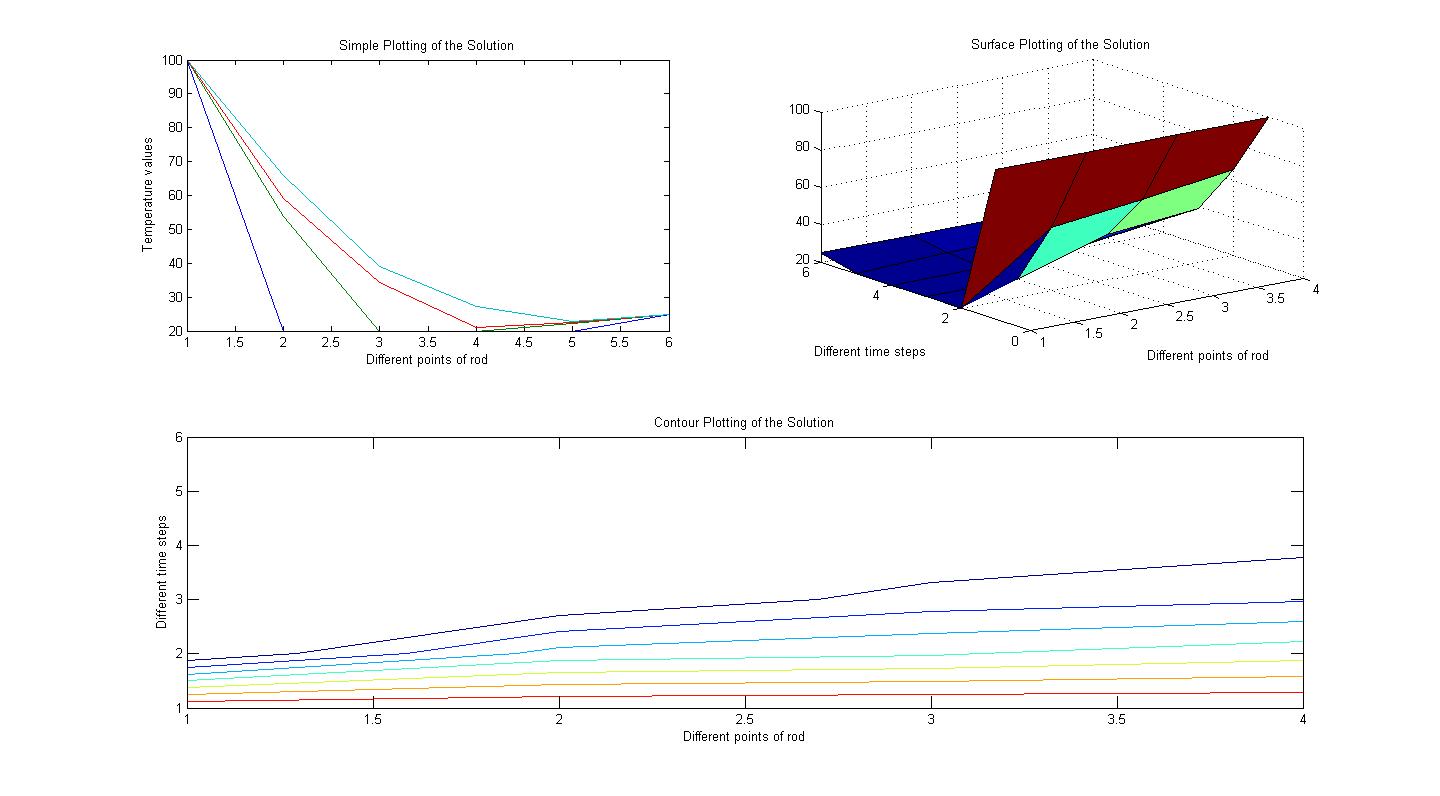 Simple Plotting of the Solution
100
90
80
70
60
50
40
30
20
Temperature values
1 1.5 2 2.5 3 3.5 4 4.5 5 5.5 6
Different points of rod
Surface Plotting of the Solution
100
80
60
40
20
6
4
2
0
1
1.5
2
2.5
3
3.5
4
Different time steps
Different points of rod
Contour Plotting of the Solution
6
5
4
3
2
1
Different time steps
1 1.5 2 2.5 3 3.5 4
Different points of rod